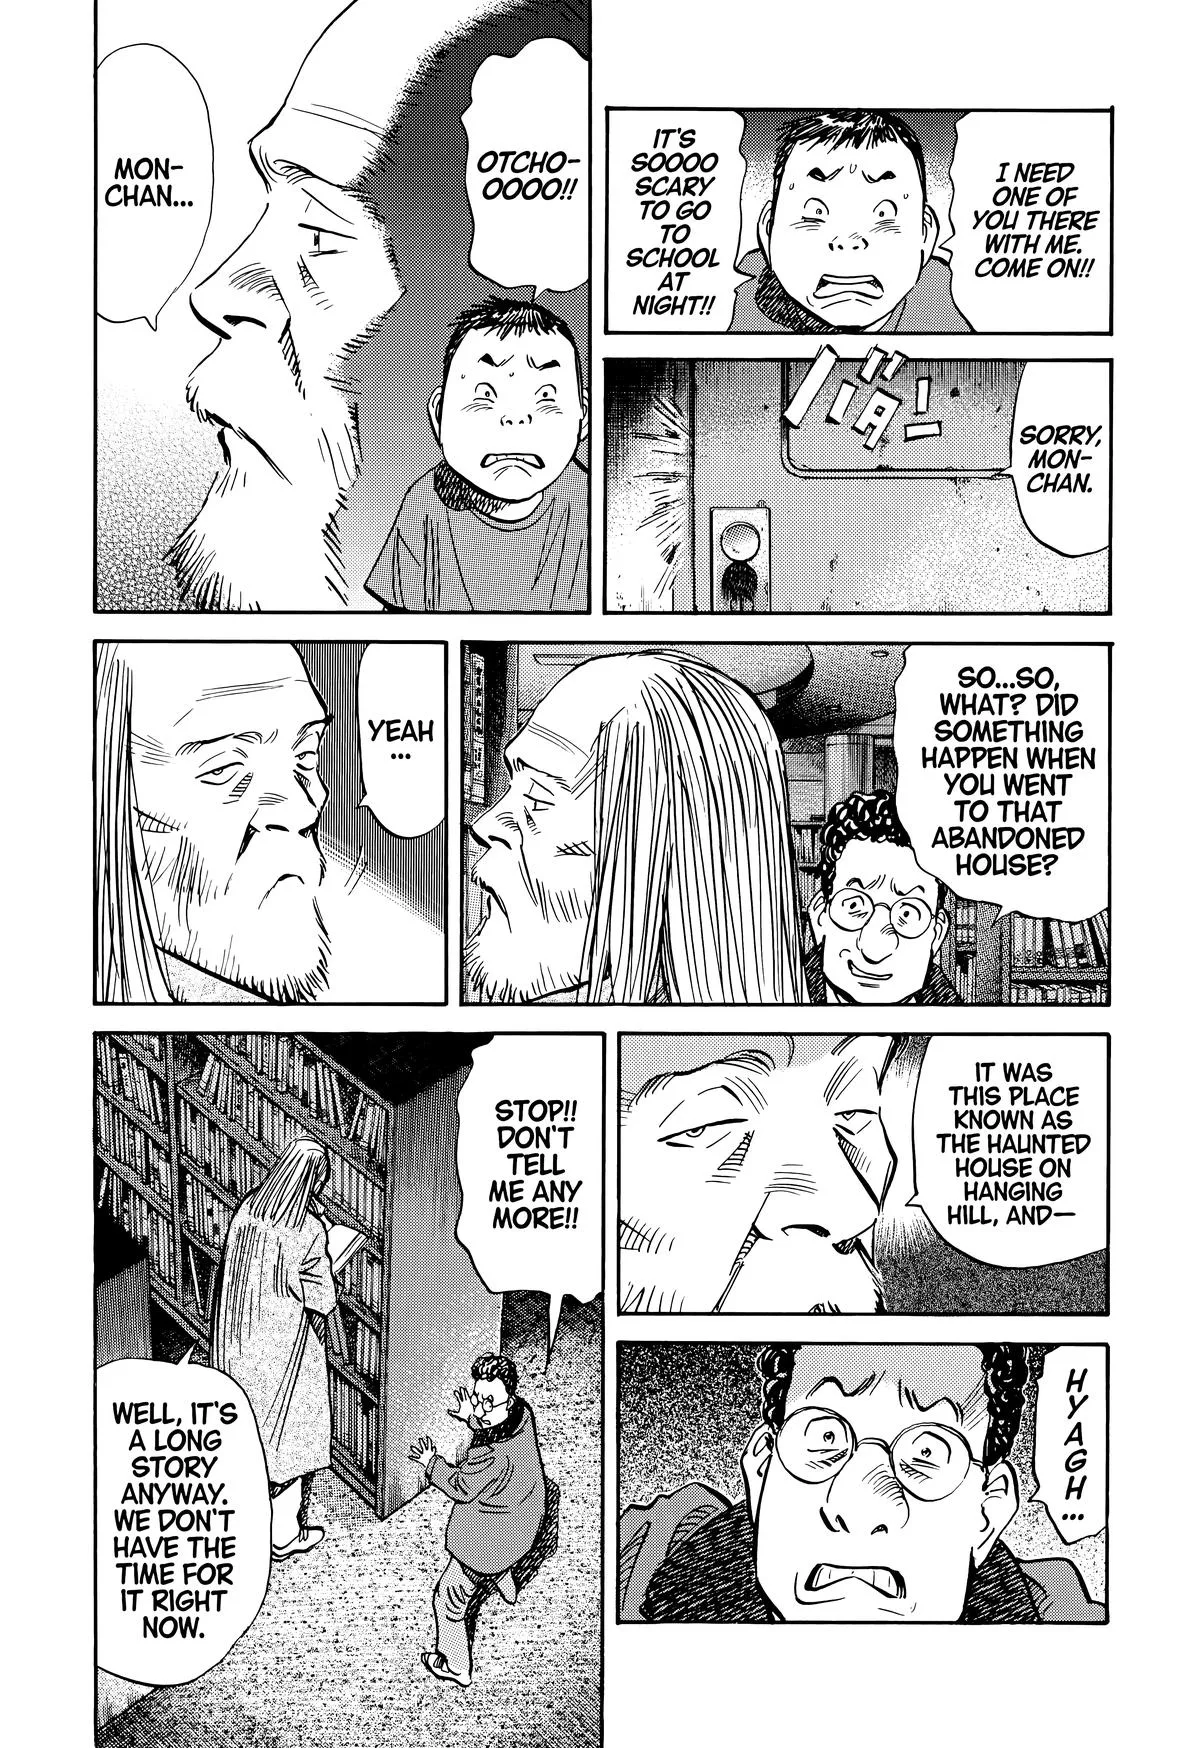 I NEED
ONE OF
YOU THERE
WITH ME.
COME ON!!
IT'S
SOOOO
SCARY
TO GO
TO
SCHOOL
AT
NIGHT!!
バタン
SORRY,
MON-
CHAN.
OTCHO-
OOOO!!
MON-
CHAN...
SO...SO,
WHAT? DID
SOMETHING
HAPPEN WHEN
YOU WENT
TO THAT
ABANDONED
HOUSE?
YEAH
...
IT WAS
THIS PLACE
KNOWN AS
THE HAUNTED
HOUSE ON
HANGING
HILL, AND—
HYAGH
...
STOP!!
DON'T
TELL
ME ANY
MORE!!
WELL, IT'S
A LONG
STORY
ANYWAY.
WE DON'T
HAVE THE
TIME FOR
IT RIGHT
NOW.